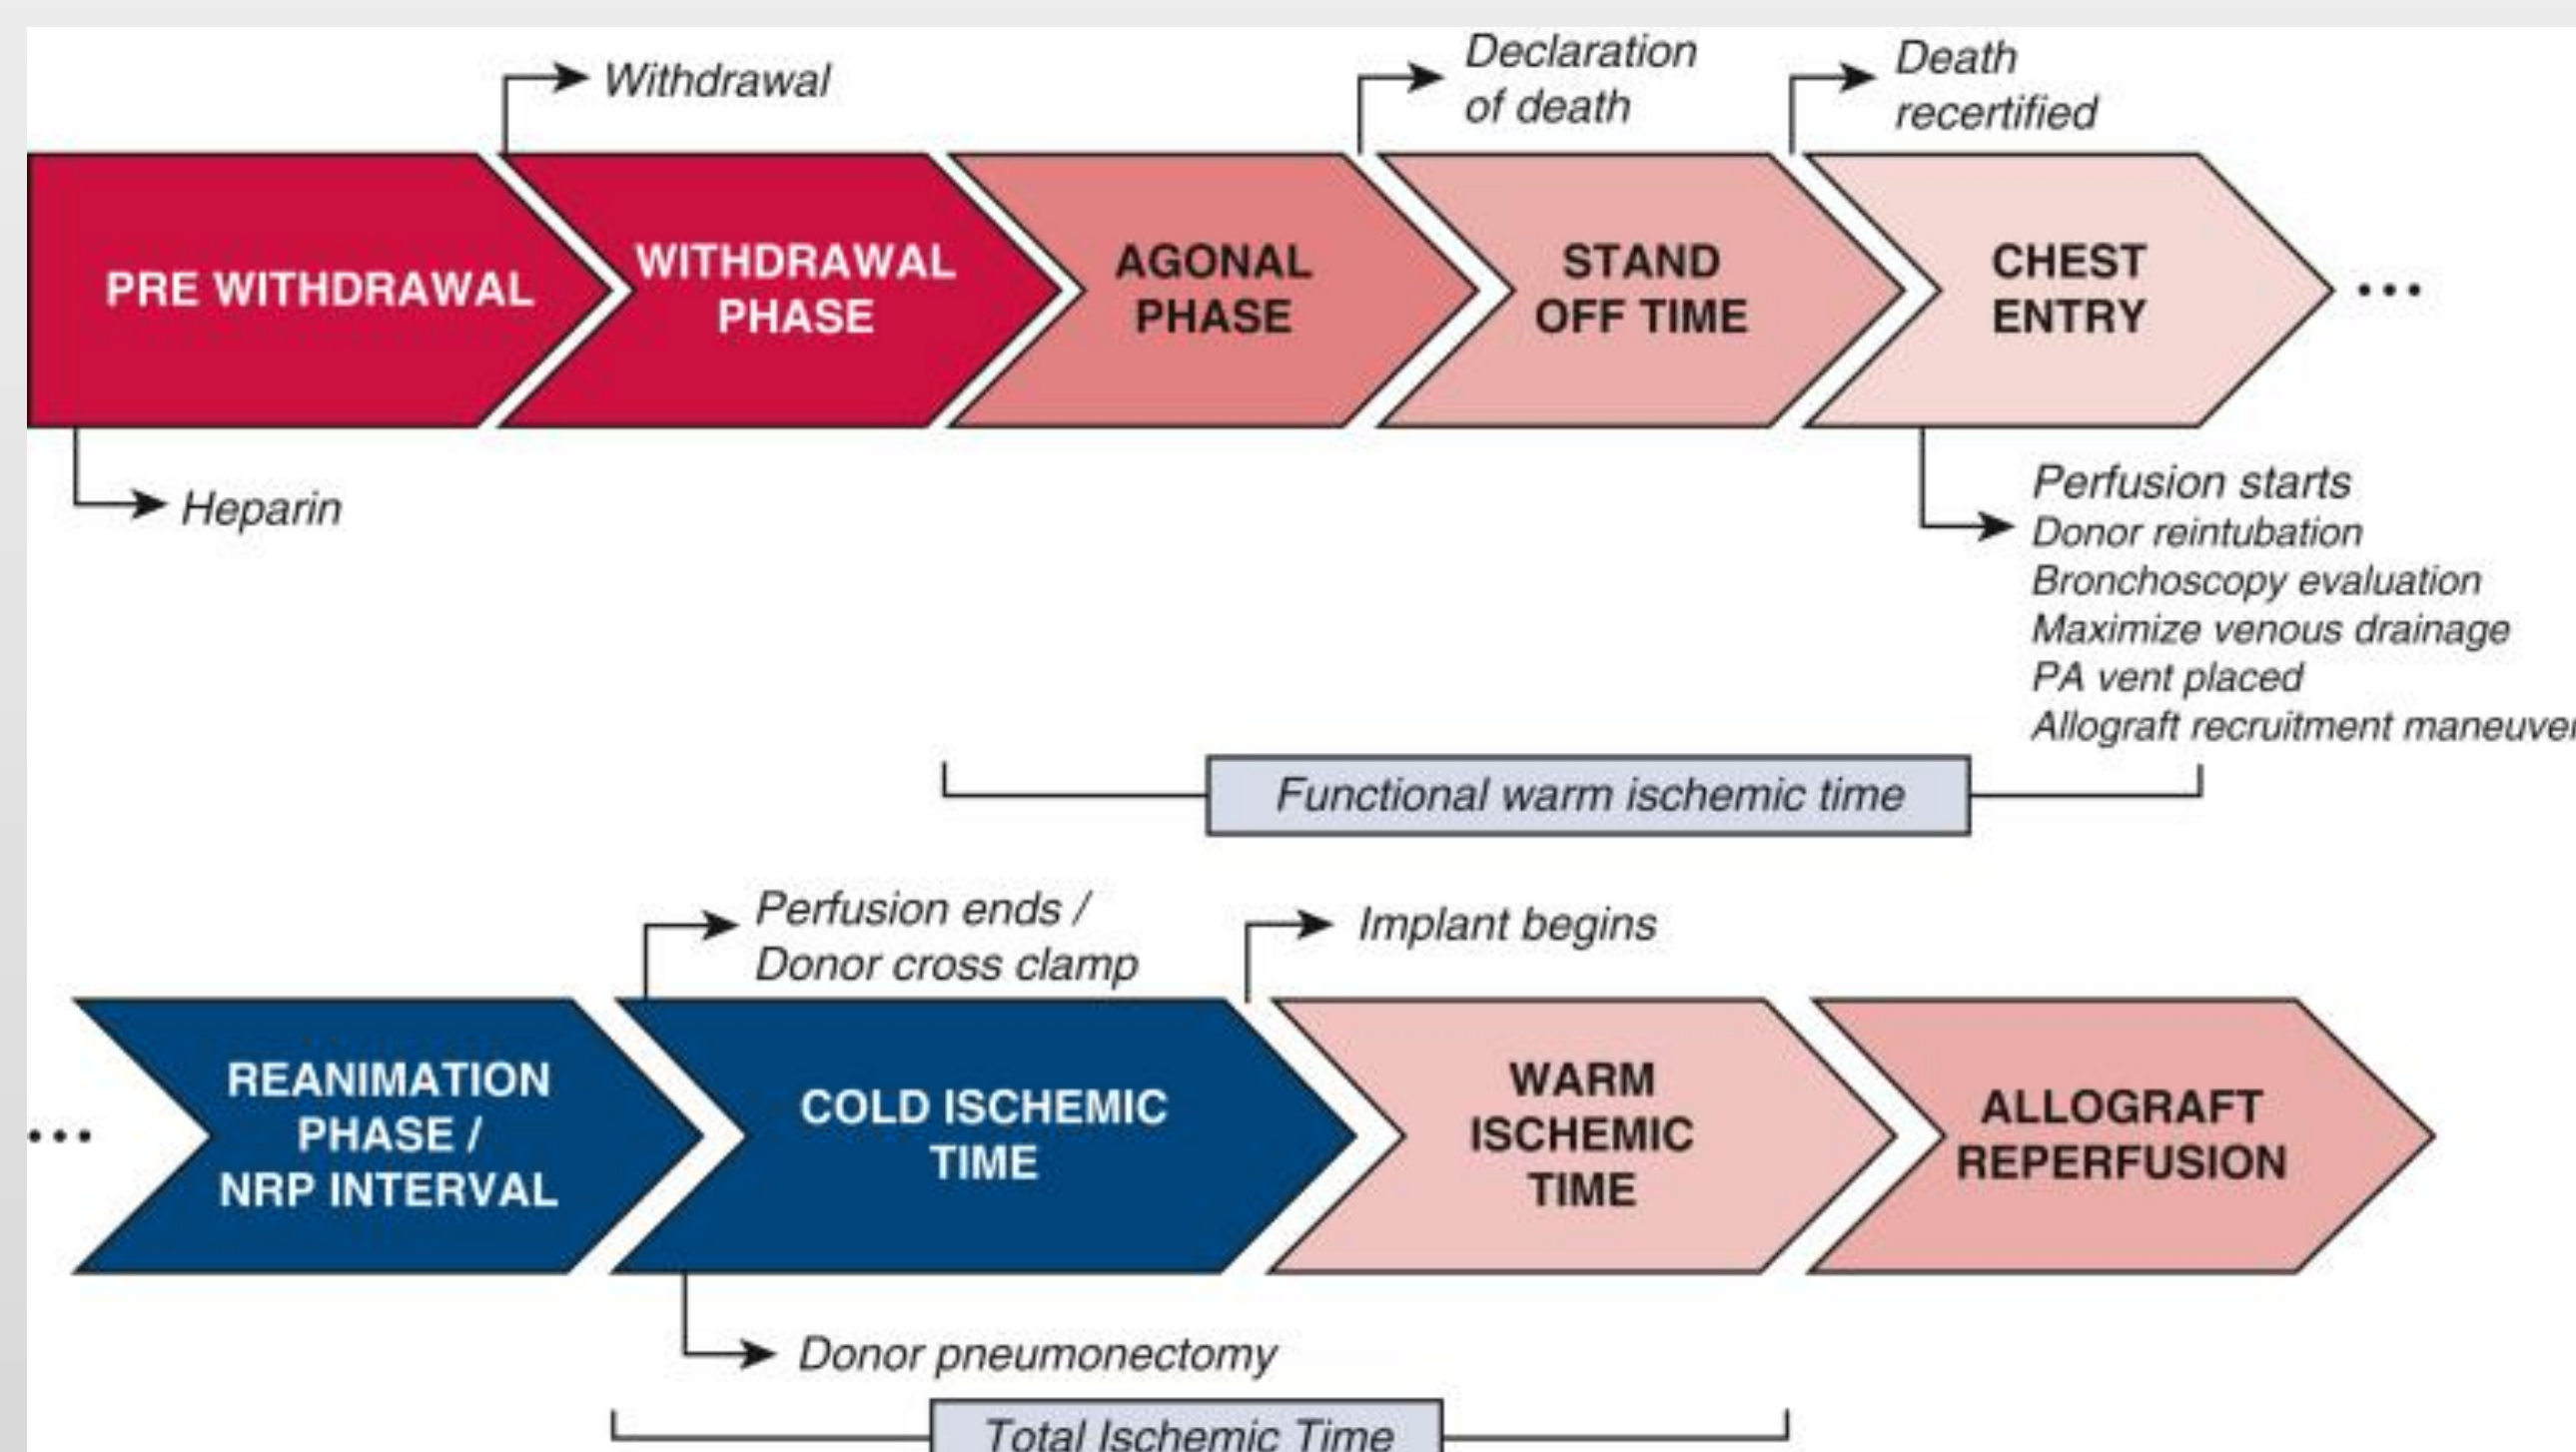 Withdrawal
Declaration
of death
Death
recertified
PRE WITHDRAWAL
WITHDRAWAL
PHASE
AGONAL
PHASE
STAND
OFF TIME
CHEST
ENTRY
...
Heparin
Perfusion starts
Donor reintubation
Bronchoscopy evaluation
Maximize venous drainage
PA vent placed
Allograft recruitment maneuver
Functional warm ischemic time
Perfusion ends /
Donor cross clamp
Implant begins
...
REANIMATION
PHASE /
NRP INTERVAL
COLD ISCHEMIC
TIME
WARM
ISCHEMIC
TIME
ALLOGRAFT
REPERFUSION
Donor pneumonectomy
Total Ischemic Time